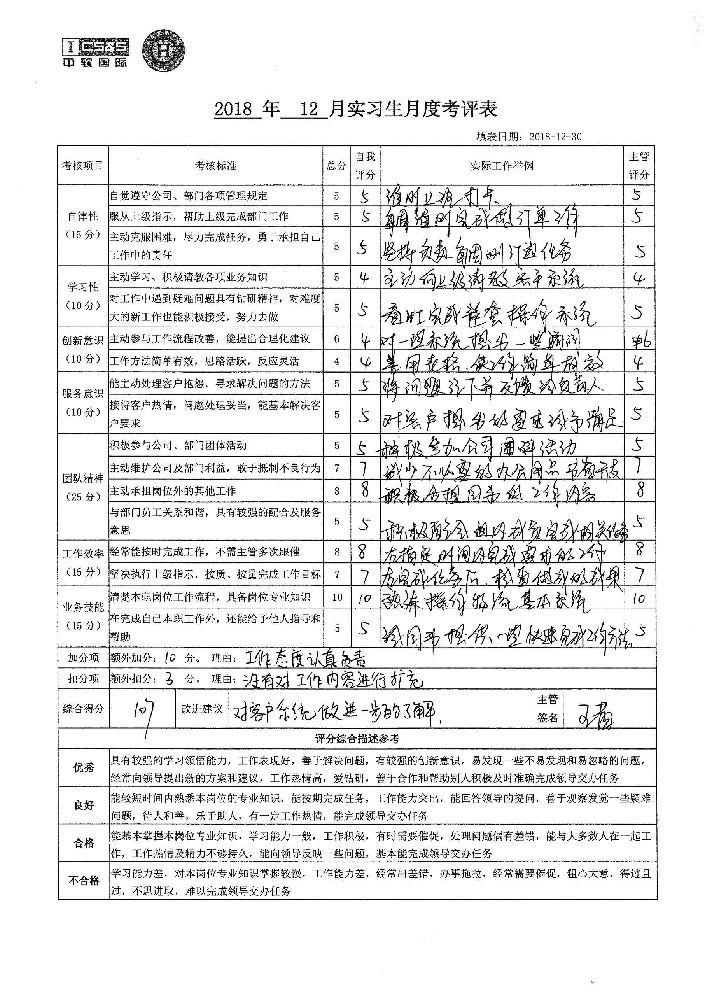 I CS&S
中软国际
H
2018 年 12 月实习生月度考评表
填表日期：2018-12-30
考核项目 考核标准 总分 自我评分 实际工作举例 主管评分
自律性（15 分）
自觉遵守公司、部门各项管理规定 5 5 准时上班打卡 5
服从上级指示，帮助上级完成部门工作 5 5 每周准时完成做订单工作 5
主动克服困难，尽力完成任务，勇于承担自己
工作中的责任 5 5 坚持负责每周测订单任务 5
学习性（10 分）
主动学习、积极请教各项业务知识 5 4 主动向上级请教 系统 4
对工作中遇到疑难问题具有钻研精神，对难度
大的新工作也能积极接受，努力去做 5 5 完成整套操作系统 5
创新意识（10 分）
主动参与工作流程改善，能提出合理化建议 6 4 对一些系统提出一些漏洞 6
工作方法简单有效，思路活跃，反应灵活 4 4 善用表格.使工作简单有效 4
服务意识（10 分）
能主动处理客户抱怨，寻求解决问题的方法 5 5 将问题记下并反馈给负责人 5
接待客户热情，问题处理妥当，能基本解决客
户要求 5 5 对客户提出的要求给予满足 5
团队精神（25 分）
积极参与公司、部门团体活动 5 5 积极参加公司团建活动 5
主动维护公司及部门利益，敢于抵制不良行为 7 7 减少不必要的办公用品 节省开支 7
主动承担岗位外的其他工作 8 8 积极分担同事的工作内容 8
与部门员工关系和谐，具有较强的配合及服务
意思 5 5 积极配合组内成员完成相关任务 5
工作效率（15 分）
经常能按时完成工作，不需主管多次跟催 8 8 在指定时间内完成要求的工作 8
坚决执行上级指示，按质、按量完成工作目标 7 7 在完成任务后.检查做成的成果 7
业务技能（15 分）
清楚本职岗位工作流程，具备岗位专业知识 10 10 熟练操作物流基本系统 10
在完成自己本职工作外，还能给予他人指导和
帮助 5 5 给同事提供一些快速完成工作方法 5
加分项 额外加分：10 分。 理由：工作态度认真负责
扣分项 额外扣分：3 分。 理由：没有对工作内容进行扩充
综合得分 107 改进建议 对客户系统做进一步的了解. 主管签名
评分综合描述参考
优秀
具有较强的学习领悟能力，工作表现好，善于解决问题，有较强的创新意识，易发现一些不易发现和易忽略的问题，
经常向领导提出新的方案和建议，工作热情高，爱钻研，善于合作和帮助别人积极及时准确完成领导交办任务
良好
能较短时间内熟悉本岗位的专业知识，能按期完成任务，工作能力突出，能回答领导的提问，善于观察发觉一些疑难
问题，待人和善，乐于助人，有一定工作热情，能完成领导交办任务
合格
能基本掌握本岗位专业知识，学习能力一般，工作积极，有时需要催促，处理问题偶有差错，能与大多数人在一起工
作，工作热情及精力不够持久，能向领导反映一些问题，基本能完成领导交办任务
不合格
学习能力差，对本岗位专业知识掌握较慢，工作能力差，经常出差错，办事拖拉，经常需要催促，粗心大意，得过且
过，不思进取，难以完成领导交办任务